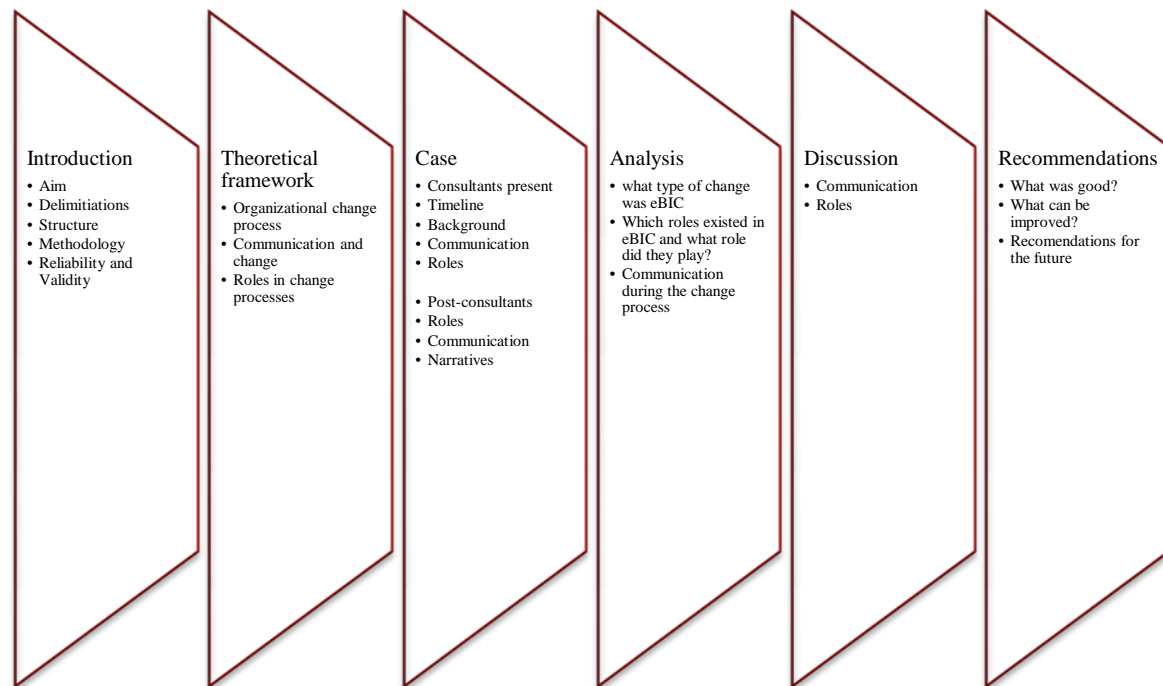 Introduction
• Aim
• Delimitiations
• Structure
• Methodology
• Reliability and
Validity
Theoretical
framework
• Organizational change
process
• Communication and
change
• Roles in change
processes
Case
• Consultants present
• Timeline
• Background
• Communication
• Roles
• Post-consultants
• Roles
• Communication
• Narratives
Analysis
• what type of change
was eBIC
• Which roles existed in
eBIC and what role
did they play?
• Communication
during the change
process
Discussion
• Communication
• Roles
Recommendations
• What was good?
• What can be
improved?
• Recomendations for
the future